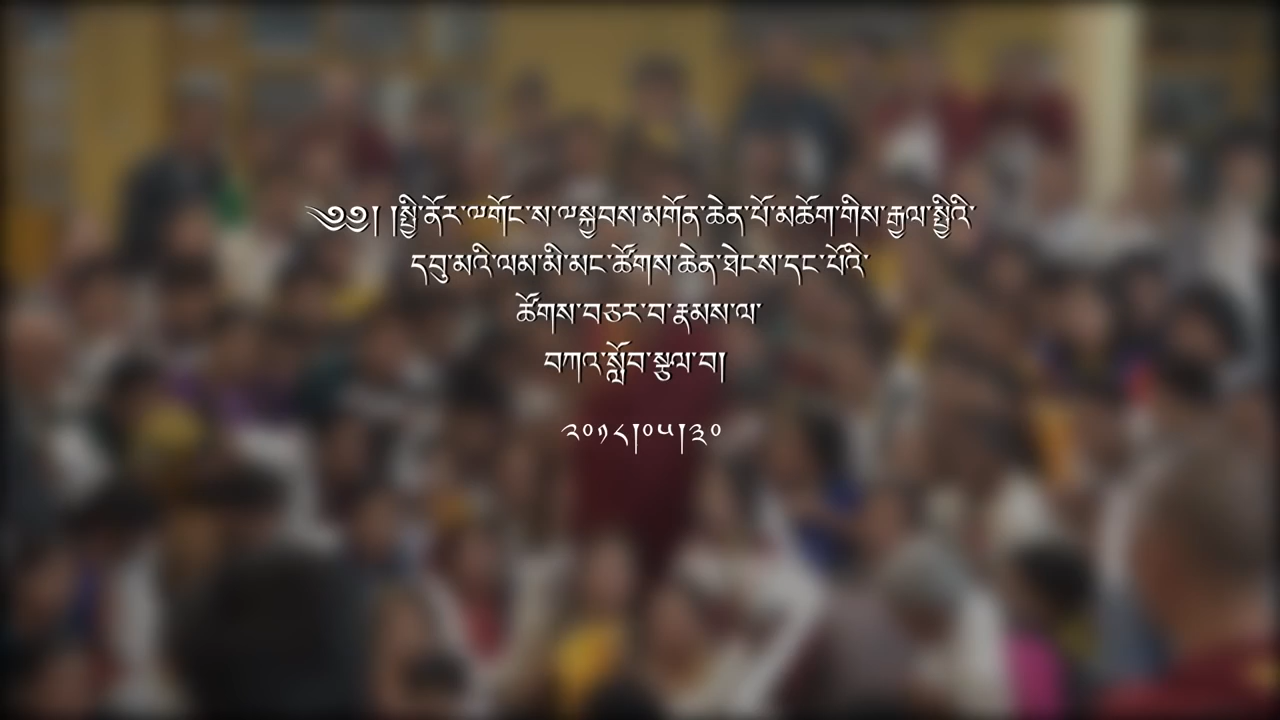 ༄༅། །སྤྱི་ནོར་༸གོང་ས་༸སྐྱབས་མགོན་ཆེན་པོ་མཆོག་གིས་རྒྱལ་སྤྱིའི་
དབུ་མའི་ལམ་མི་མང་ཚོགས་ཆེན་ཐེངས་དང་པོའི་
ཚོགས་བཅར་བ་རྣམས་ལ་
བཀའ་སློབ་སྩལ་བ།
༢༠༡༨།༠༥།༣༠